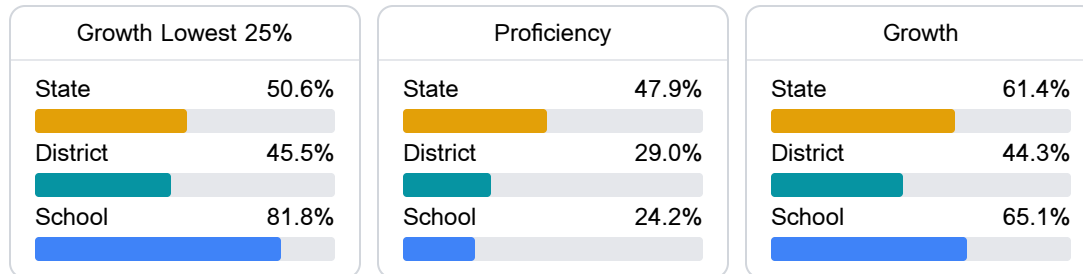 Growth Lowest 25%
State 50.6%
District 45.5%
School 81.8%
Proficiency
State 47.9%
District 29.0%
School 24.2%
Growth
State 61.4%
District 44.3%
School 65.1%